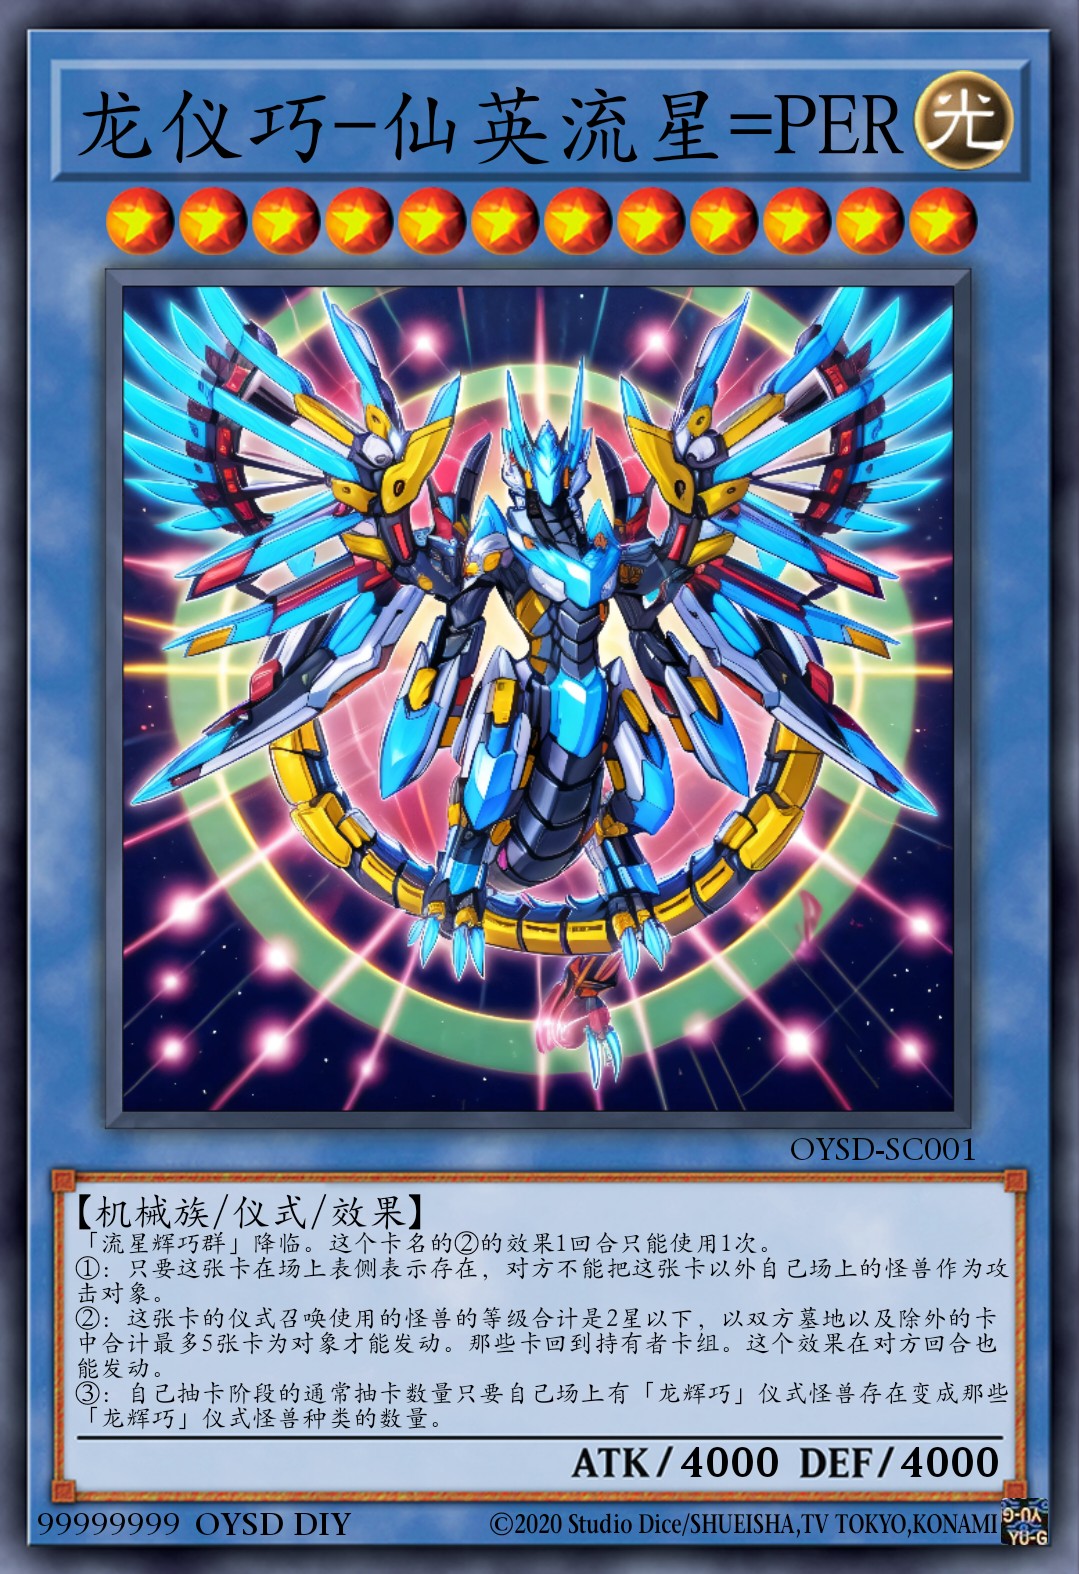 龙仪巧-仙英流星=PER
光
OYSD-SC001
【机械族/仪式/效果】
「流星辉巧群」降临。这个卡名的②的效果1回合只能使用1次。
①：只要这张卡在场上表侧表示存在，对方不能把这张卡以外自己场上的怪兽作为攻
击对象。
②：这张卡的仪式召唤使用的怪兽的等级合计是2星以下，以双方墓地以及除外的卡
中合计最多5张卡为对象才能发动。那些卡回到持有者卡组。这个效果在对方回合也
能发动。
③：自己抽卡阶段的通常抽卡数量只要自己场上有「龙辉巧」仪式怪兽存在变成那些
「龙辉巧」仪式怪兽种类的数量。
ATK/4000 DEF/4000
99999999 OYSD DIY
©2020 Studio Dice/SHUEISHA,TV TOKYO,KONAMI